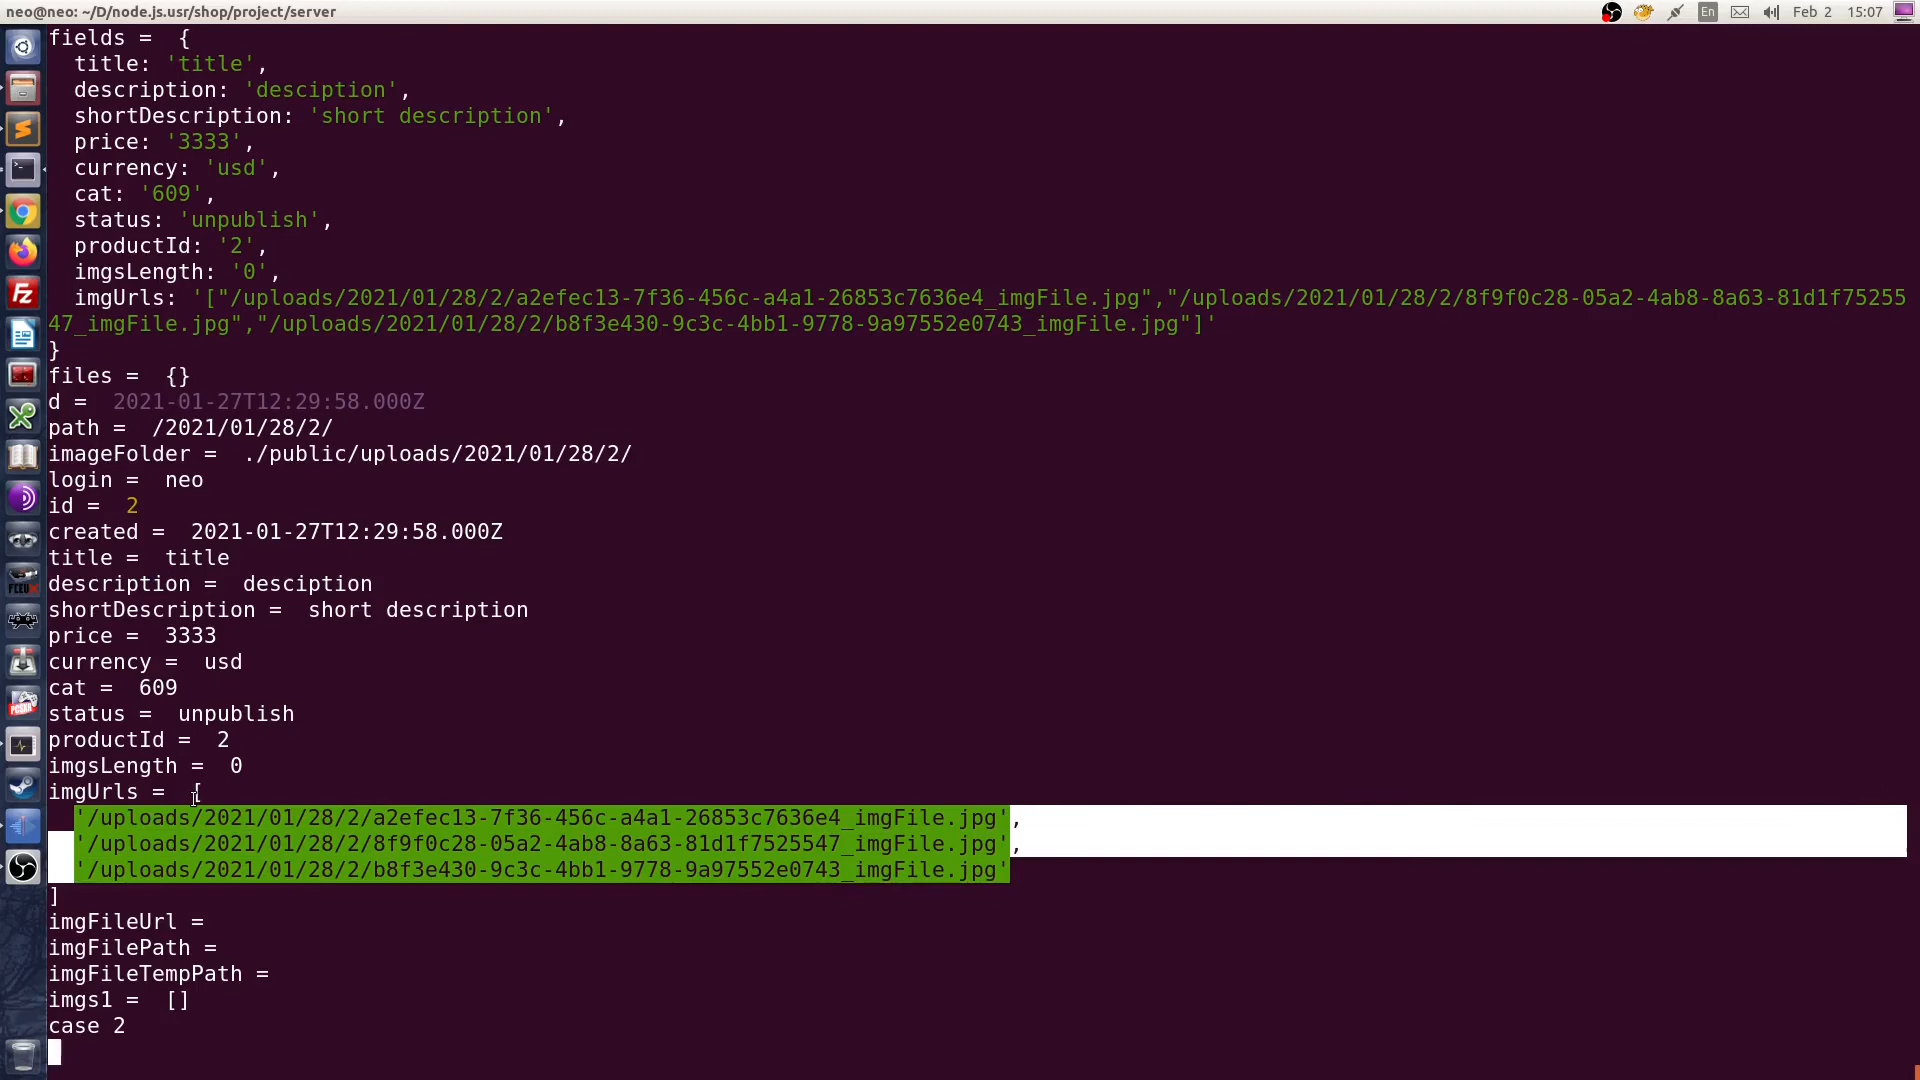 neo@neo: ~/D/node.js.usr/shop/project/server
En
Feb 2 15:07
fields =  {
  title: 'title',
  description: 'desciption',
  shortDescription: 'short description',
  price: '3333',
  currency: 'usd',
  cat: '609',
  status: 'unpublish',
  productId: '2',
  imgsLength: '0',
  imgUrls: '["/uploads/2021/01/28/2/a2efec13-7f36-456c-a4a1-26853c7636e4_imgFile.jpg","/uploads/2021/01/28/2/8f9f0c28-05a2-4ab8-8a63-81d1f75255
47_imgFile.jpg","/uploads/2021/01/28/2/b8f3e430-9c3c-4bb1-9778-9a97552e0743_imgFile.jpg"]'
}
files =  {}
d =  2021-01-27T12:29:58.000Z
path =  /2021/01/28/2/
imageFolder =  ./public/uploads/2021/01/28/2/
login =  neo
id =  2
created =  2021-01-27T12:29:58.000Z
title =  title
description =  desciption
shortDescription =  short description
price =  3333
currency =  usd
cat =  609
status =  unpublish
productId =  2
imgsLength =  0
imgUrls =  [
  '/uploads/2021/01/28/2/a2efec13-7f36-456c-a4a1-26853c7636e4_imgFile.jpg',
  '/uploads/2021/01/28/2/8f9f0c28-05a2-4ab8-8a63-81d1f7525547_imgFile.jpg',
  '/uploads/2021/01/28/2/b8f3e430-9c3c-4bb1-9778-9a97552e0743_imgFile.jpg'
]
imgFileUrl =
imgFilePath =
imgFileTempPath =
imgs1 =  []
case 2